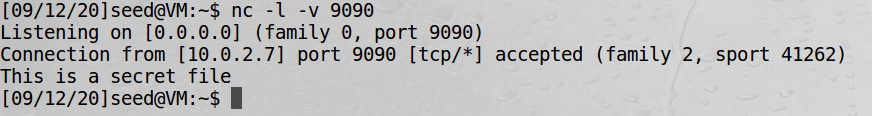 [09/12/20]seed@VM:~$ nc -l -v 9090
Listening on [0.0.0.0] (family 0, port 9090)
Connection from [10.0.2.7] port 9090 [tcp/*] accepted (family 2, sport 41262)
This is a secret file
[09/12/20]seed@VM:~$